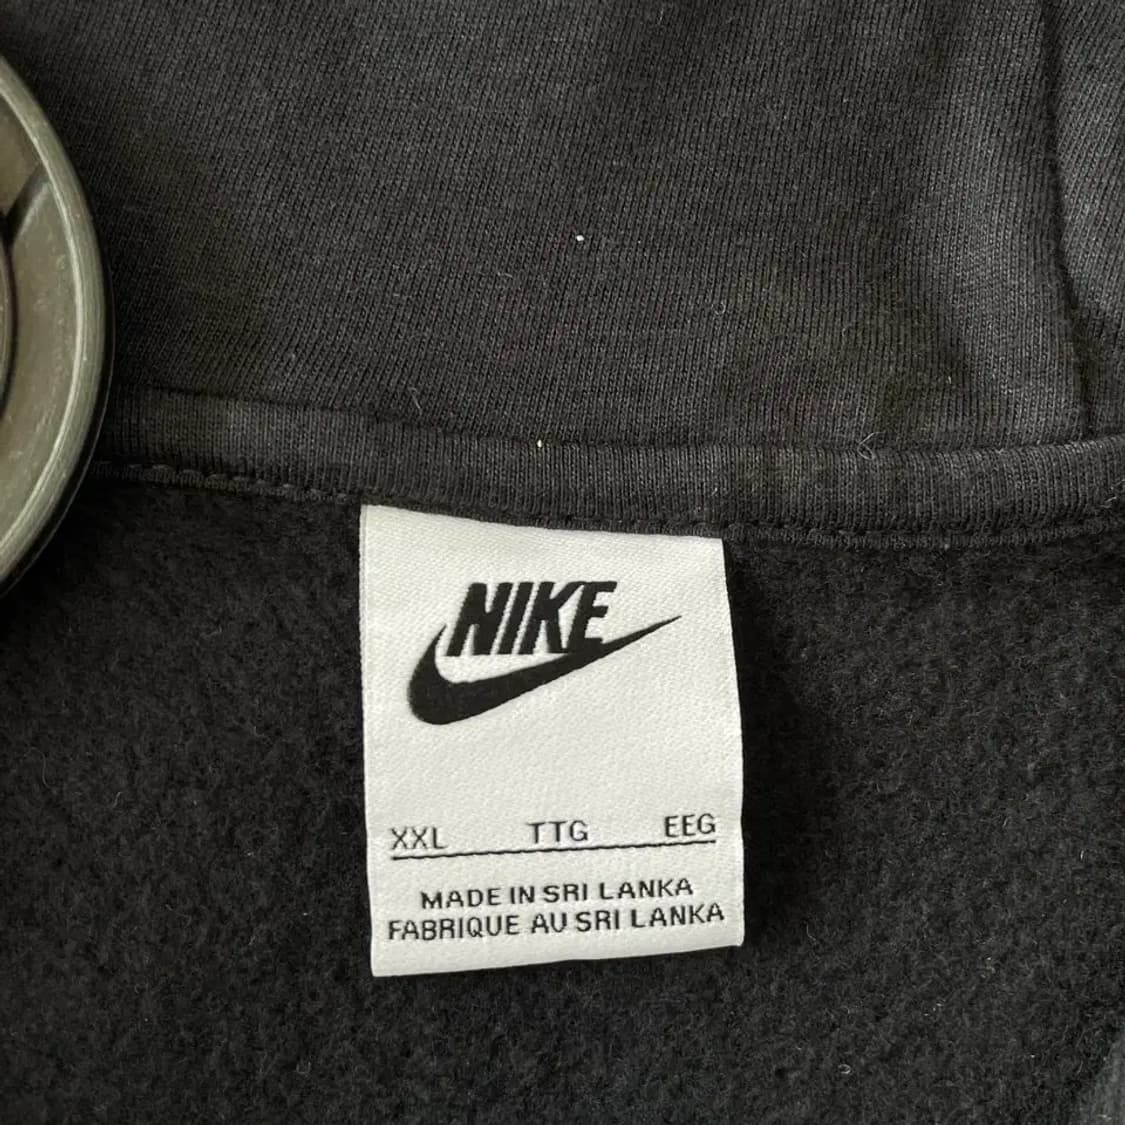 NIKE
XXL TTG EEG
MADE IN SRI LANKA
FABRIQUE AU SRI LANKA